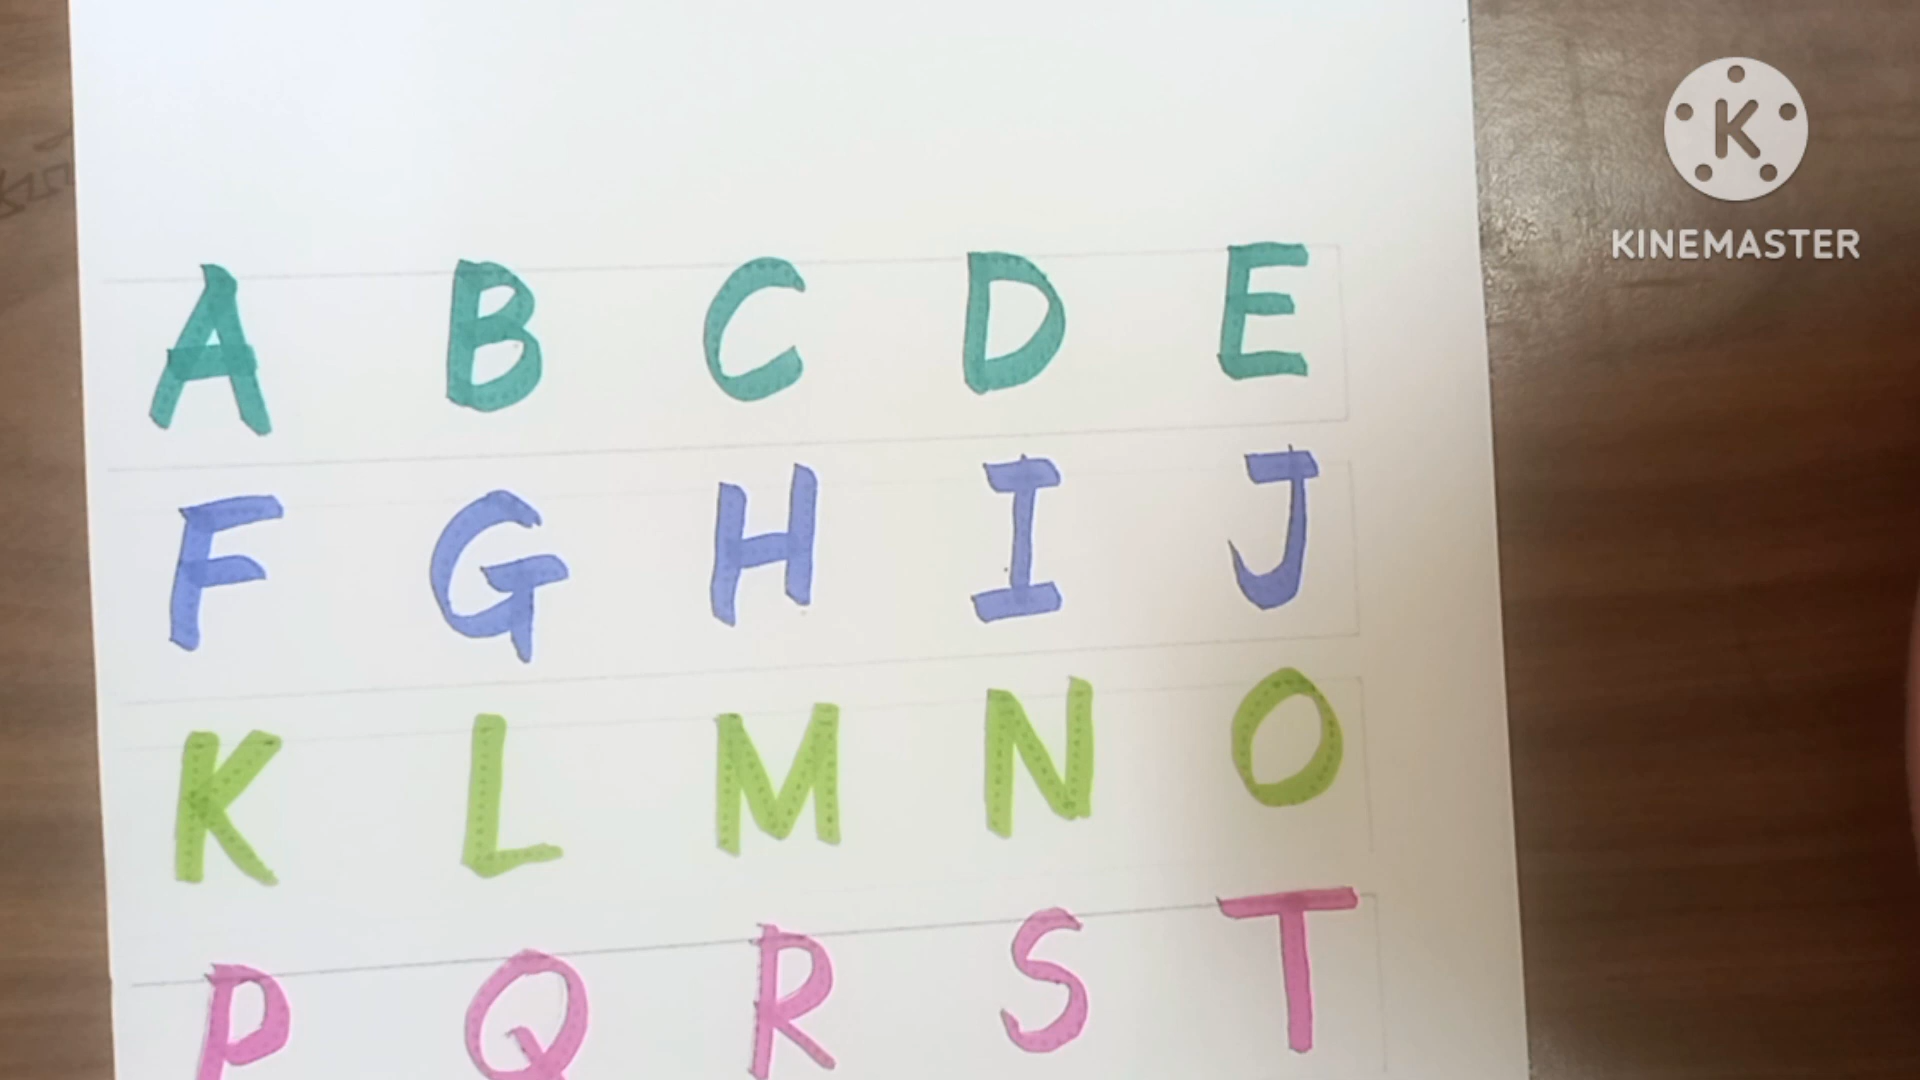 K
KINEMASTER
A B C D E
F G H I J
K L M N O
P Q R S T